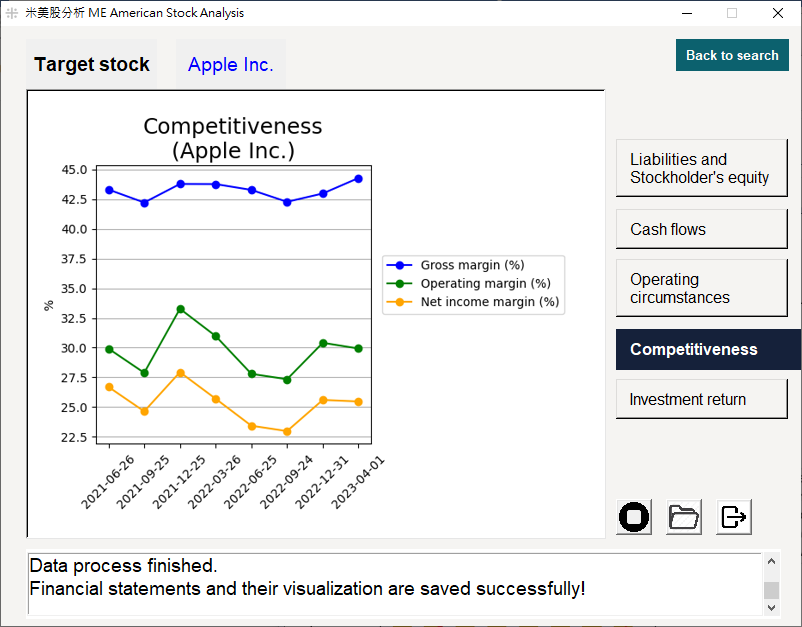 米美股分析 ME American Stock Analysis
Target stock
Apple Inc.
Back to search
Competitiveness
(Apple Inc.)
45.0
42.5
40.0
37.5
35.0
32.5
30.0
27.5
25.0
22.5
%
2021-06-26
2021-09-25
2021-12-25
2022-03-26
2022-06-25
2022-09-24
2022-12-31
2023-04-01
Gross margin (%)
Operating margin (%)
Net income margin (%)
Liabilities and
Stockholder's equity
Cash flows
Operating
circumstances
Competitiveness
Investment return
Data process finished.
Financial statements and their visualization are saved successfully!